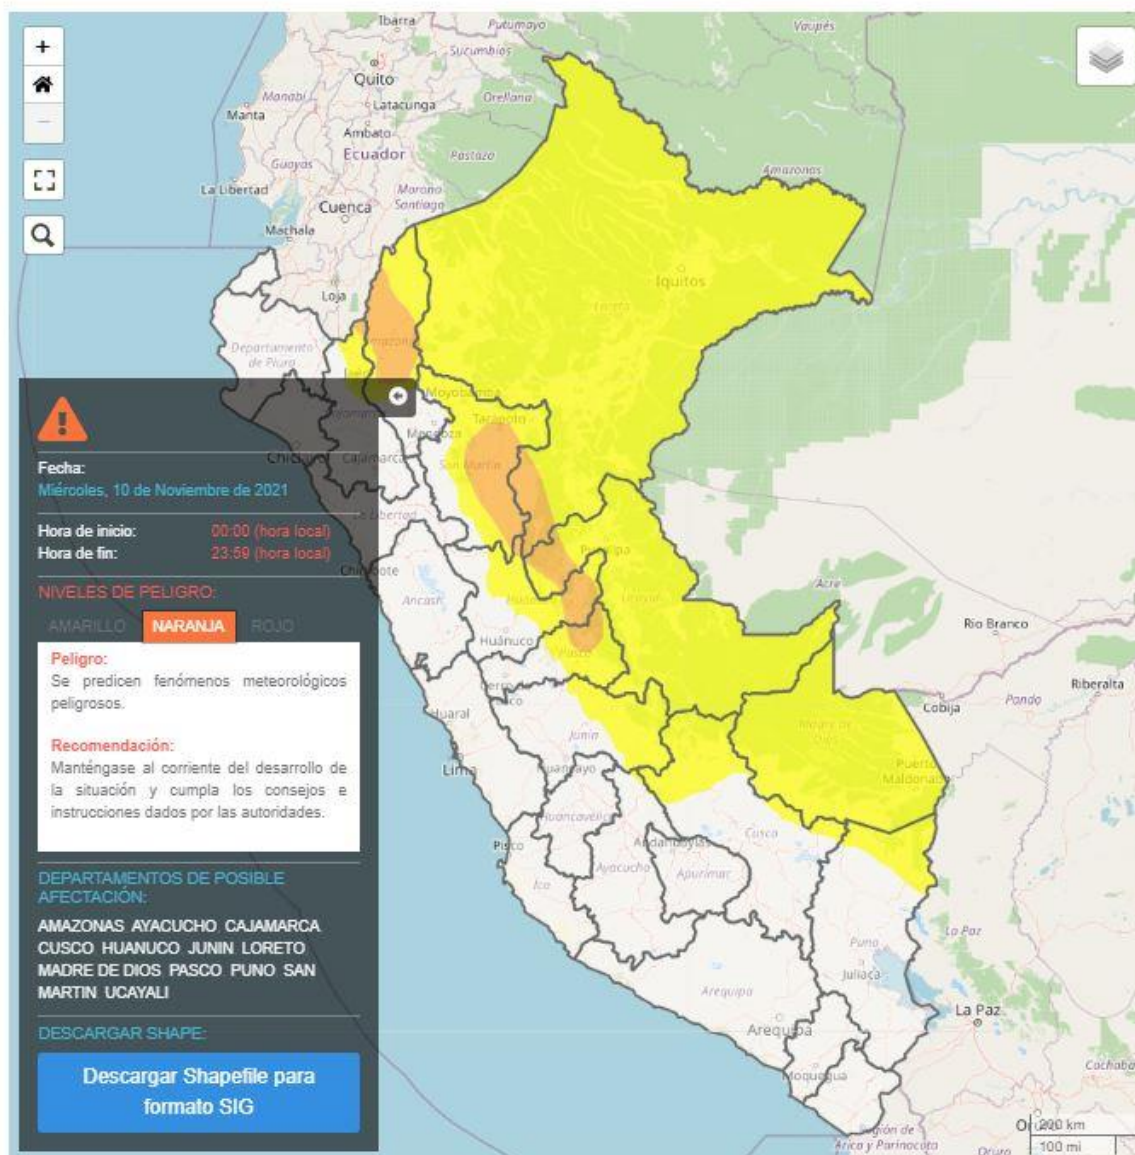 +
−
Fecha:
Miércoles, 10 de Noviembre de 2021
Hora de inicio: 00:00 (hora local)
Hora de fin: 23:59 (hora local)
NIVELES DE PELIGRO:
AMARILLO NARANJA ROJO
Peligro:
Se predicen fenómenos meteorológicos
peligrosos.
Recomendación:
Manténgase al corriente del desarrollo de
la situación y cumpla los consejos e
instrucciones dados por las autoridades.
DEPARTAMENTOS DE POSIBLE
AFECTACIÓN:
AMAZONAS AYACUCHO CAJAMARCA
CUSCO HUANUCO JUNIN LORETO
MADRE DE DIOS PASCO PUNO SAN
MARTIN UCAYALI
DESCARGAR SHAPE:
Descargar Shapefile para
formato SIG
Ibarra
Putumayo
Vaupés
Sucumbíos
Quito
Manabí
Orellana
Latacunga
Manta
Ambato
Ecuador
Pastaza
Guayas
Amazonas
La Libertad
Morona
Santiago
Cuenca
Machala
Iquitos
Loja
Loreto
Departamento
de Piura
Moyobamba
Tarapoto
Cajamarca
San Martín
La Libertad
Ancash
Acre
Rio Branco
Huánuco
Pasco
Riberalta
Cobija
Pando
Huaral
Junín
Madre de
Dios
Puerto
Lima
Huancayo
Huancavelica
Cusco
Pisco
Andahuaylas
Ayacucho
Apurímac
Ica
La Paz
Puno
Juliaca
Arequipa
La Paz
Arequipa
Moquegua
Región de
Arica y Parinacota
Oruro
200 km
100 mi